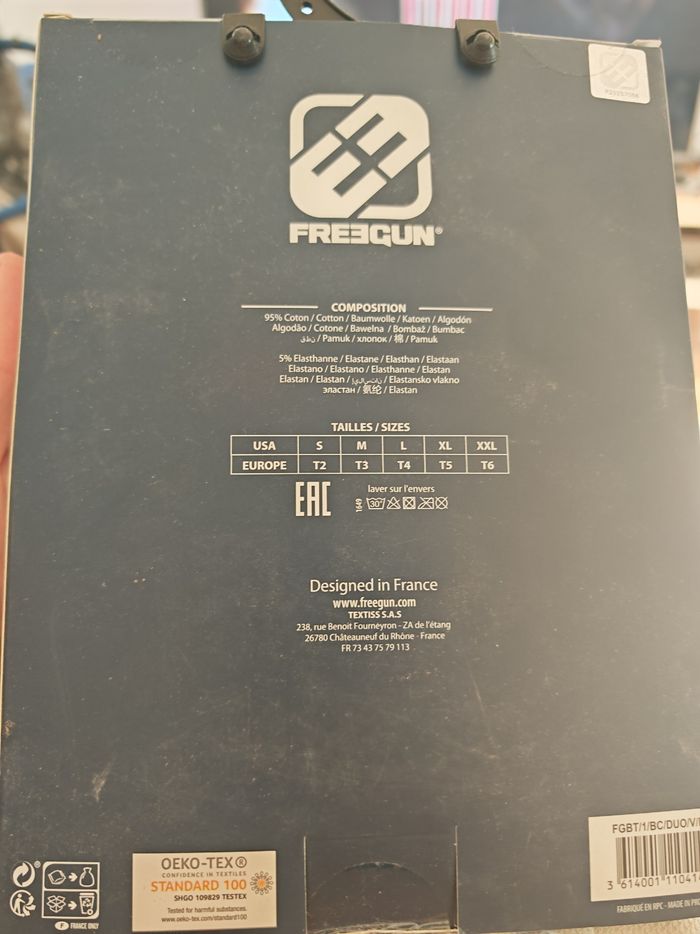 FREEGUN®
COMPOSITION
95% Coton / Cotton / Baumwolle / Katoen / Algodón
Algodão / Cotone / Bawelna / Bombaž / Bumbac
قطن / Pamuk / хлопок / 棉 / Pamuk
5% Elasthanne / Elastane / Elasthan / Elastaan
Elastano / Elastano / Elasthanne / Elastan
Elastan / Elastan / / Elastansko vlakno
эластан / 氨纶 / Elastan
TAILLES / SIZES
USA S M L XL XXL
EUROPE T2 T3 T4 T5 T6
EAC
laver sur l'envers
1649 30°
Designed in France
www.freegun.com
TEXTISS S.A.S
238, rue Benoit Fourneyron - ZA de l'étang
26780 Châteauneuf du Rhône - France
FR 73 43 75 79 113
FGBT/1/BC/DUO/V/
3 614001 11041
FABRIQUÉ EN RPC - MADE IN
OEKO-TEX®
CONFIDENCE IN TEXTILES
STANDARD 100
SHGO 109829 TESTEX
Tested for harmful substances.
www.oeko-tex.com/standard100
F FRANCE ONLY